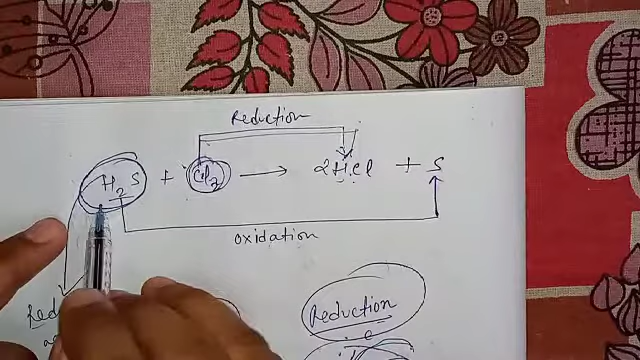 Reduction
H2S + Cl2 → 2HCl + S
oxidation
Reduction